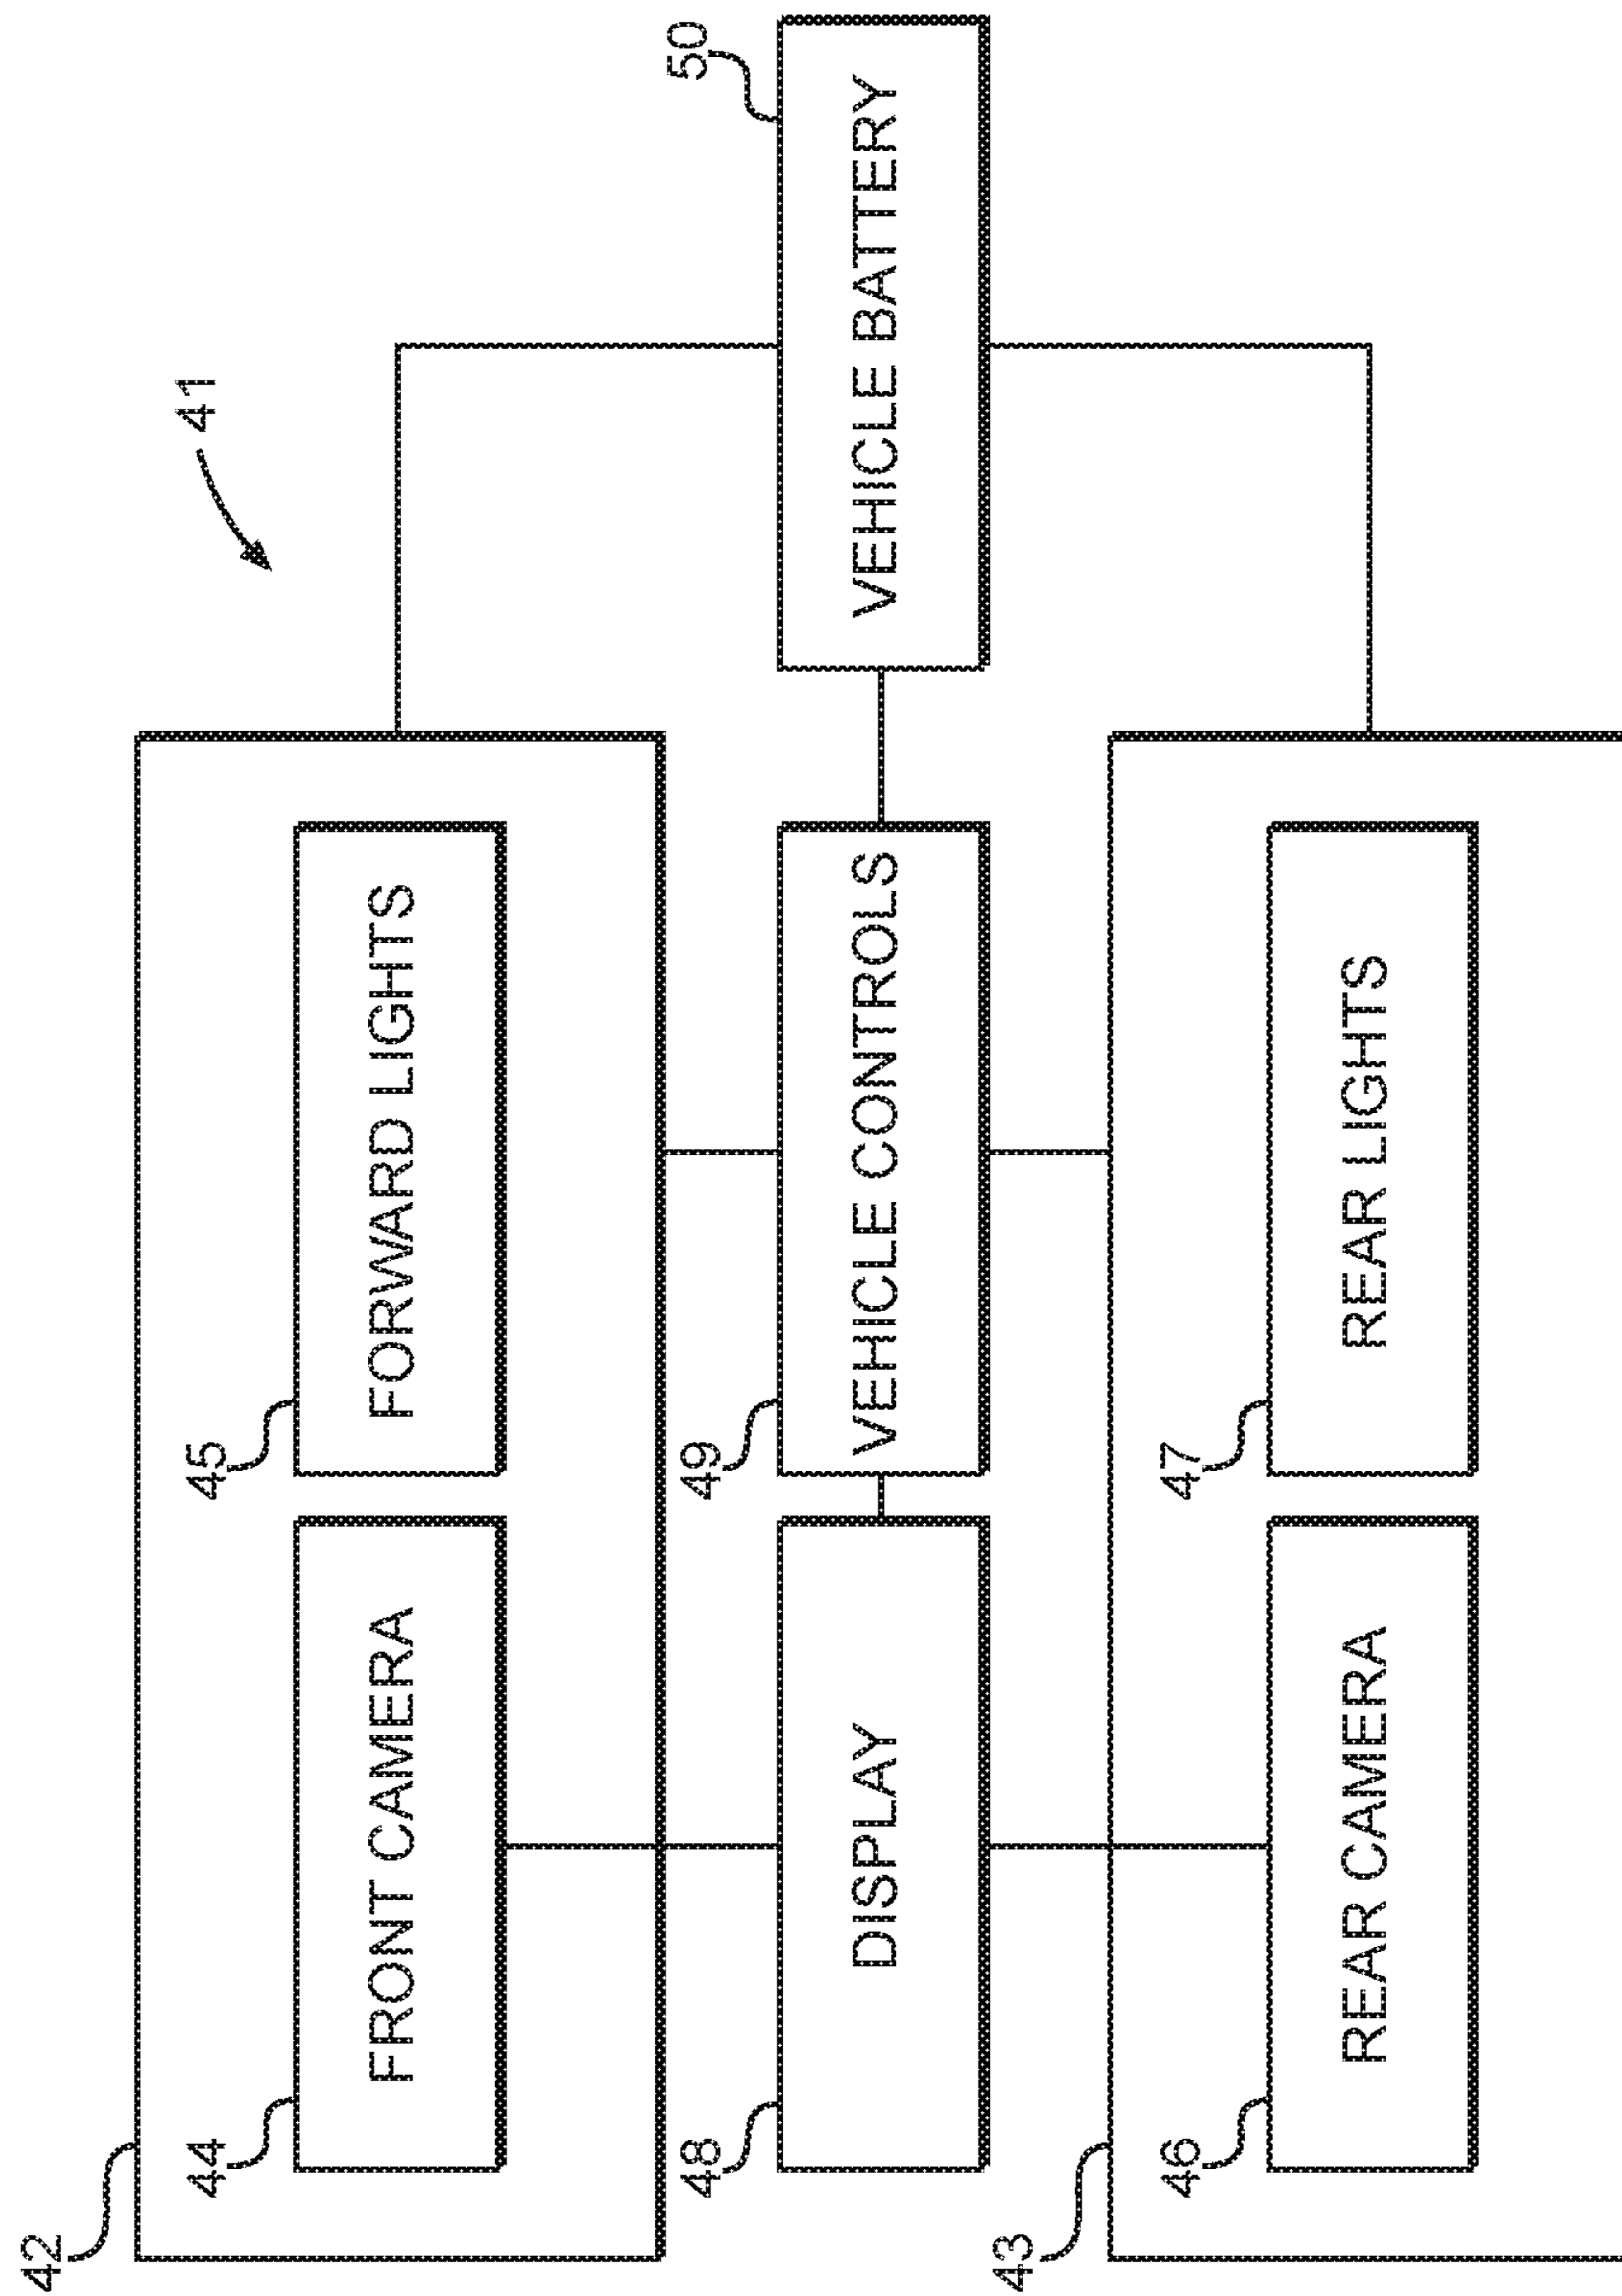 41
42
44
FRONT CAMERA
45
FORWARD LIGHTS
48
DISPLAY
49
VEHICLE CONTROLS
50
VEHICLE BATTERY
43
46
REAR CAMERA
47
REAR LIGHTS